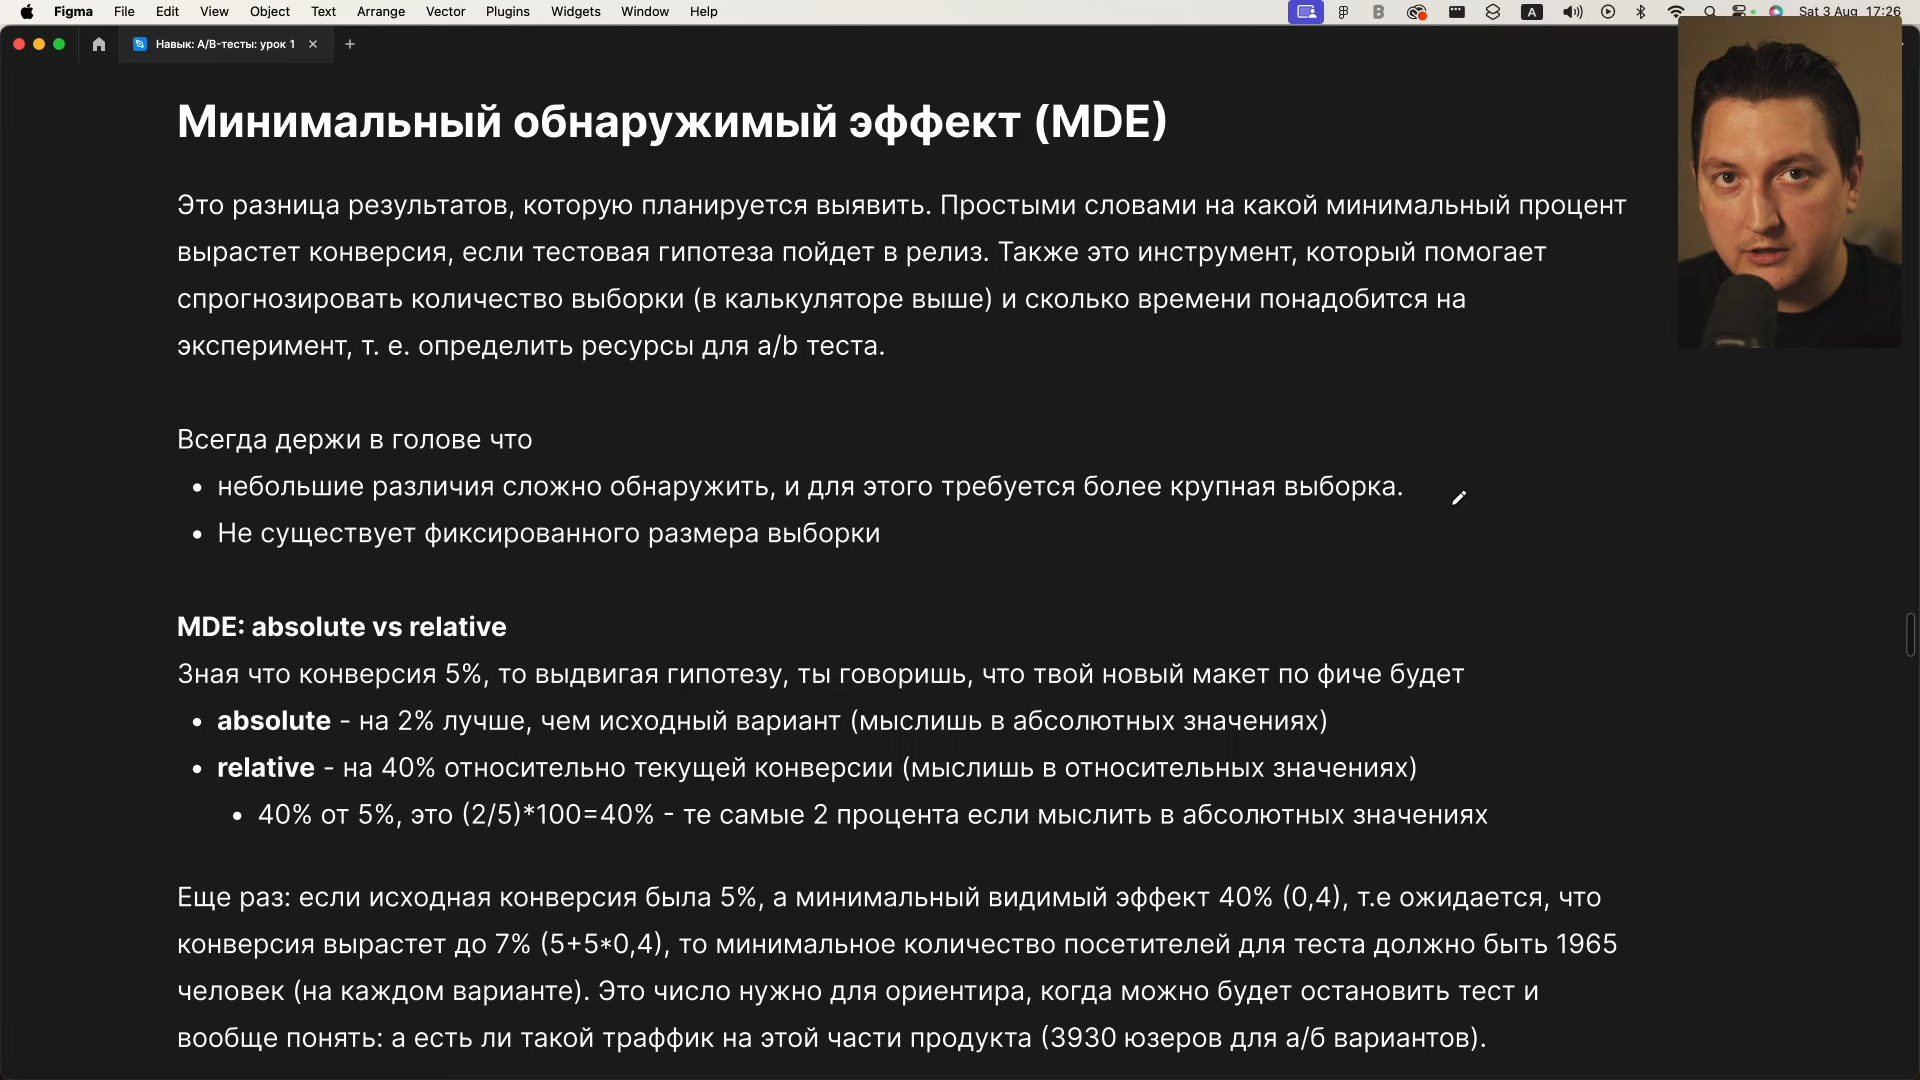 Figma File Edit View Object Text Arrange Vector Plugins Widgets Window Help A Sat 3 Aug 17:26
Навык: A/B-тесты: урок 1
Минимальный обнаружимый эффект (MDE)
Это разница результатов, которую планируется выявить. Простыми словами на какой минимальный процент
вырастет конверсия, если тестовая гипотеза пойдет в релиз. Также это инструмент, который помогает
спрогнозировать количество выборки (в калькуляторе выше) и сколько времени понадобится на
эксперимент, т. е. определить ресурсы для a/b теста.
Всегда держи в голове что
• небольшие различия сложно обнаружить, и для этого требуется более крупная выборка.
• Не существует фиксированного размера выборки
MDE: absolute vs relative
Зная что конверсия 5%, то выдвигая гипотезу, ты говоришь, что твой новый макет по фиче будет
• absolute - на 2% лучше, чем исходный вариант (мыслишь в абсолютных значениях)
• relative - на 40% относительно текущей конверсии (мыслишь в относительных значениях)
• 40% от 5%, это (2/5)*100=40% - те самые 2 процента если мыслить в абсолютных значениях
Еще раз: если исходная конверсия была 5%, а минимальный видимый эффект 40% (0,4), т.е ожидается, что
конверсия вырастет до 7% (5+5*0,4), то минимальное количество посетителей для теста должно быть 1965
человек (на каждом варианте). Это число нужно для ориентира, когда можно будет остановить тест и
вообще понять: а есть ли такой траффик на этой части продукта (3930 юзеров для а/б вариантов).